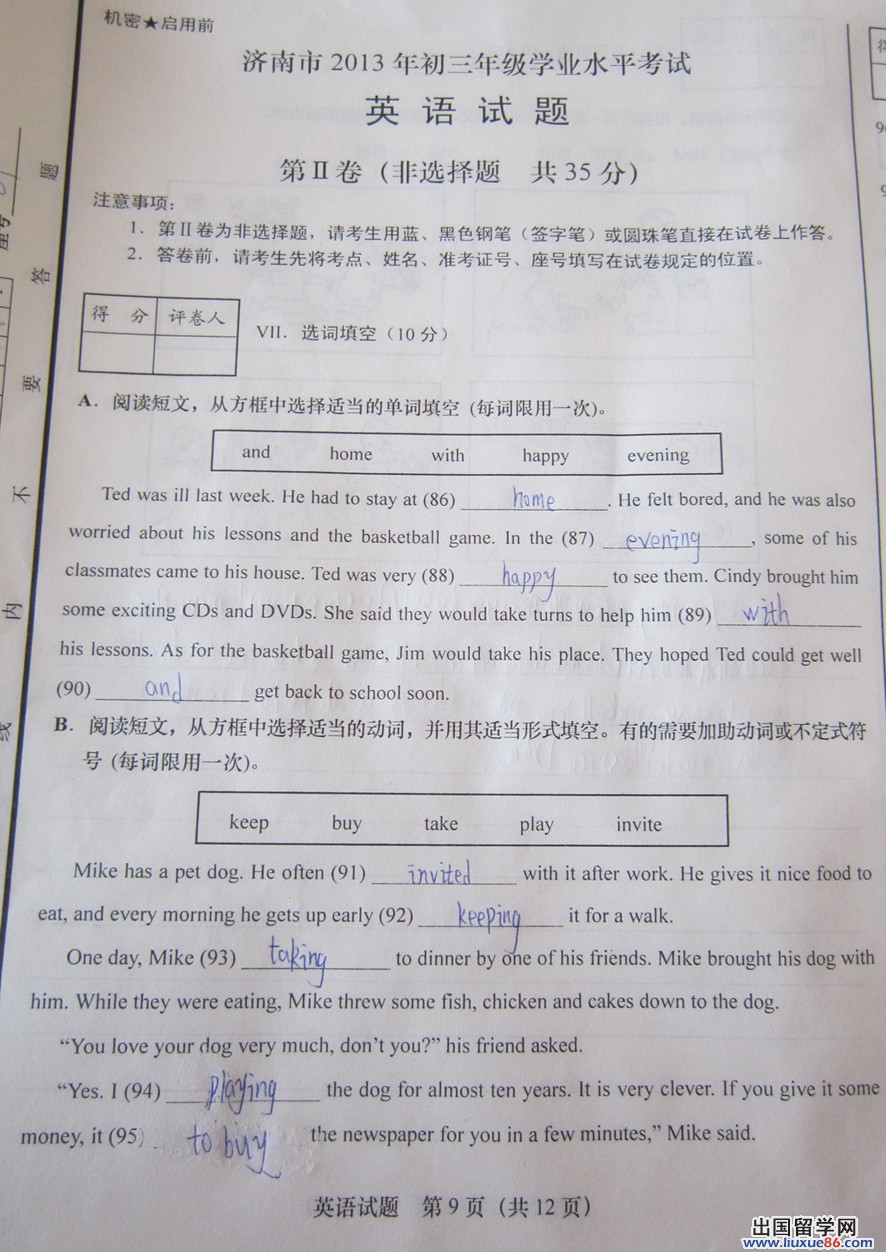 机密★启用前
济南市 2013 年初三年级学业水平考试
英 语 试 题
第Ⅱ卷（非选择题 共 35 分）
注意事项：
1．第Ⅱ卷为非选择题，请考生用蓝、黑色钢笔（签字笔）或圆珠笔直接在试卷上作答。
2．答卷前，请考生先将考点、姓名、准考证号、座号填写在试卷规定的位置。
得 分 评卷人
VII．选词填空（10 分）
A．阅读短文，从方框中选择适当的单词填空 (每词限用一次)。
and home with happy evening
Ted was ill last week. He had to stay at (86) home. He felt bored, and he was also
worried about his lessons and the basketball game. In the (87) evening, some of his
classmates came to his house. Ted was very (88) happy to see them. Cindy brought him
some exciting CDs and DVDs. She said they would take turns to help him (89) with
his lessons. As for the basketball game, Jim would take his place. They hoped Ted could get well
(90) and get back to school soon.
B．阅读短文，从方框中选择适当的动词，并用其适当形式填空。有的需要加助动词或不定式符
号 (每词限用一次)。
keep buy take play invite
Mike has a pet dog. He often (91) invited with it after work. He gives it nice food to
eat, and every morning he gets up early (92) keeping it for a walk.
One day, Mike (93) taking to dinner by one of his friends. Mike brought his dog with
him. While they were eating, Mike threw some fish, chicken and cakes down to the dog.
“You love your dog very much, don’t you?” his friend asked.
“Yes. I (94) playing the dog for almost ten years. It is very clever. If you give it some
money, it (95) to buy the newspaper for you in a few minutes,” Mike said.
英语试题 第 9 页（共 12 页）
题
答
要
不
内
线
座号
出国留学网
www.liuxue86.com